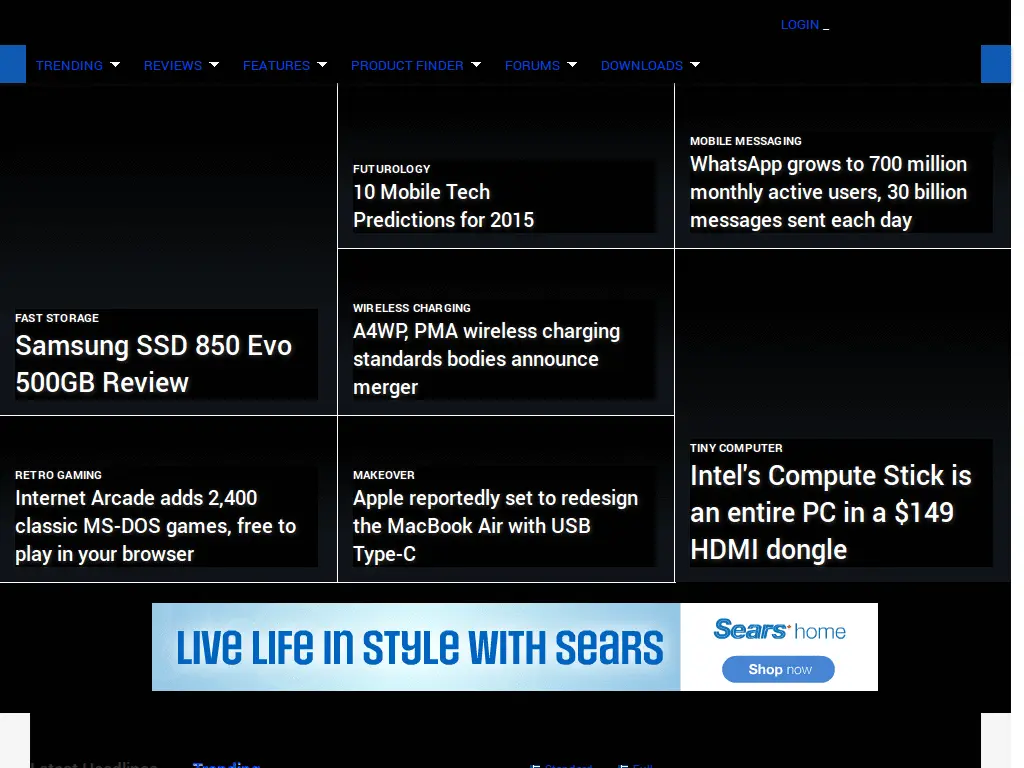 LOGIN _
TRENDING REVIEWS FEATURES PRODUCT FINDER FORUMS DOWNLOADS
FAST STORAGE
Samsung SSD 850 Evo
500GB Review
FUTUROLOGY
10 Mobile Tech
Predictions for 2015
MOBILE MESSAGING
WhatsApp grows to 700 million
monthly active users, 30 billion
messages sent each day
WIRELESS CHARGING
A4WP, PMA wireless charging
standards bodies announce
merger
RETRO GAMING
Internet Arcade adds 2,400
classic MS-DOS games, free to
play in your browser
MAKEOVER
Apple reportedly set to redesign
the MacBook Air with USB
Type-C
TINY COMPUTER
Intel's Compute Stick is
an entire PC in a $149
HDMI dongle
LIVE LIFE IN STYLE WITH SEARS
Sears home
Shop now
Latest Headlines Trending Standard Full